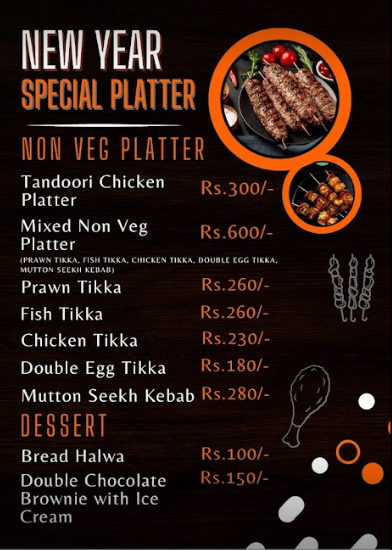 NEW YEAR
SPECIAL PLATTER
NON VEG PLATTER
Tandoori Chicken
Platter Rs.300/-
Mixed Non Veg
Platter Rs.600/-
(PRAWN TIKKA, FISH TIKKA, CHICKEN TIKKA, DOUBLE EGG TIKKA,
MUTTON SEEKH KEBAB)
Prawn Tikka Rs.260/-
Fish Tikka Rs.260/-
Chicken Tikka Rs.230/-
Double Egg Tikka Rs.180/-
Mutton Seekh Kebab Rs.280/-
DESSERT
Bread Halwa Rs.100/-
Double Chocolate Rs.150/-
Brownie with Ice
Cream